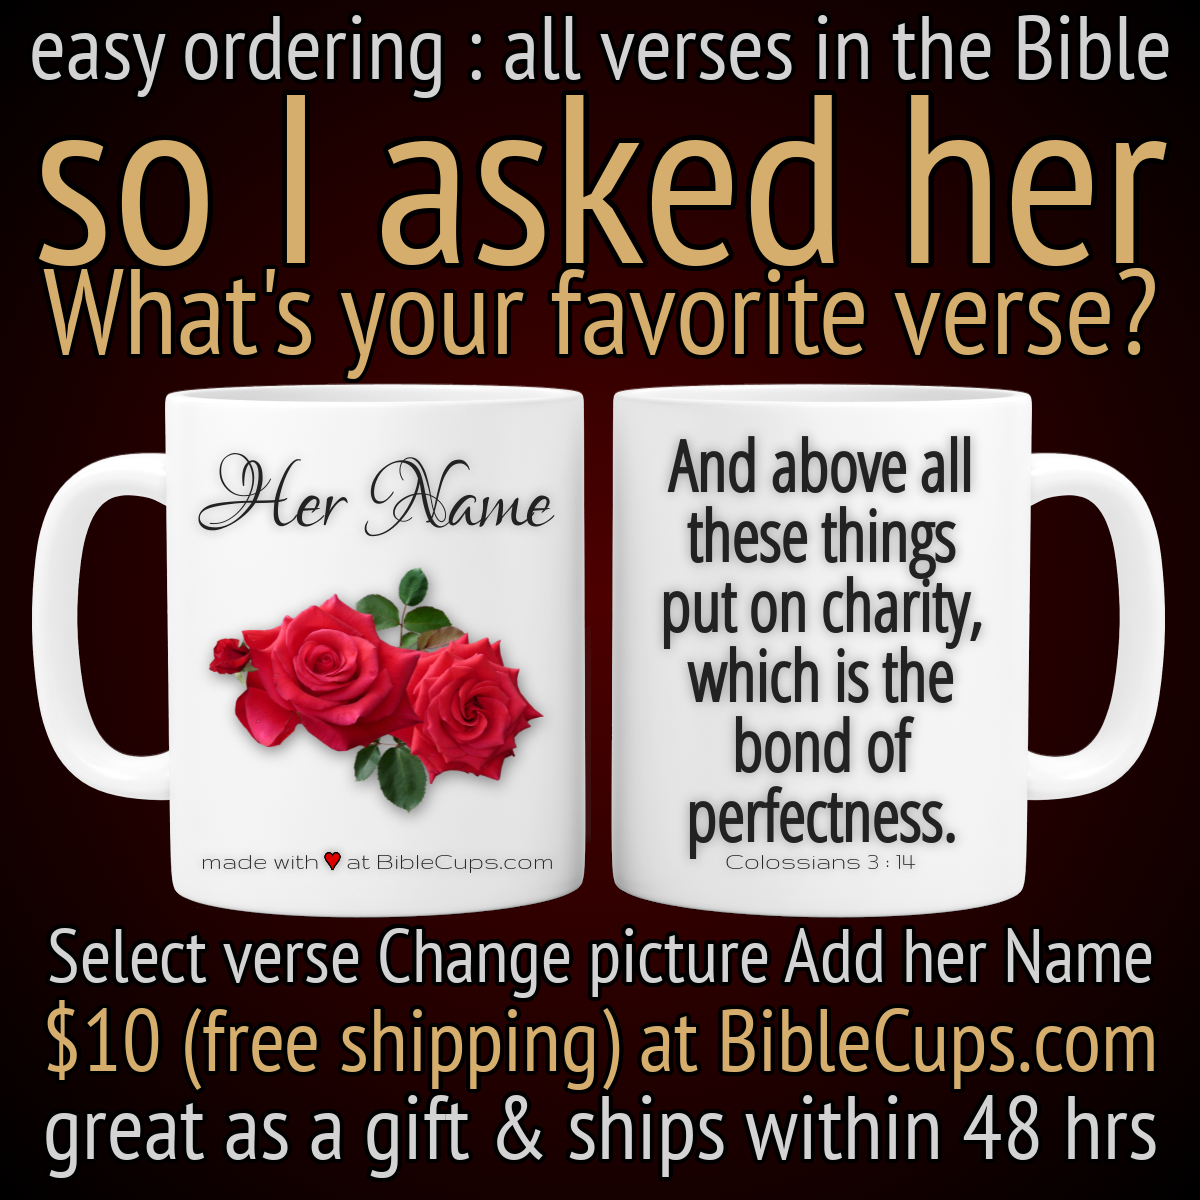 easy ordering : all verses in the Bible
so I asked her
What's your favorite verse?
Her Name
made with ♥ at BibleCups.com
And above all
these things
put on charity,
which is the
bond of
perfectness.
Colossians 3 : 14
Select verse Change picture Add her Name
$10 (free shipping) at BibleCups.com
great as a gift & ships within 48 hrs